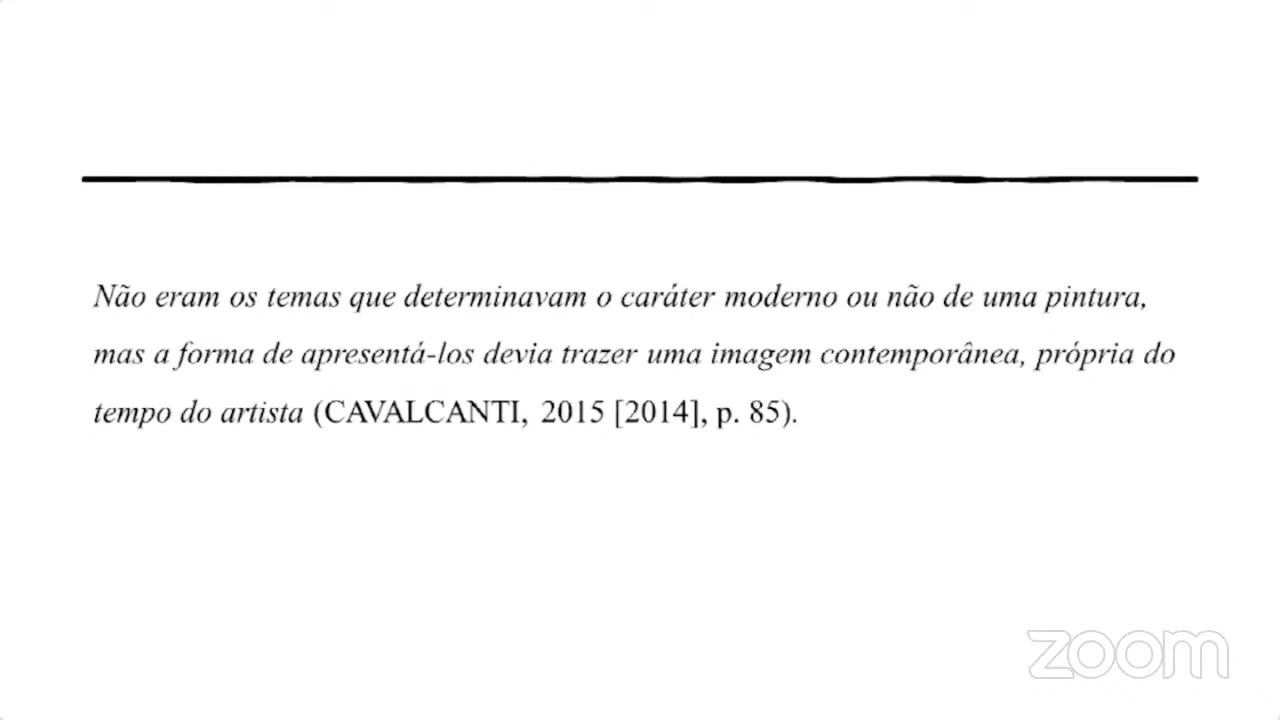 Não eram os temas que determinavam o caráter moderno ou não de uma pintura,
mas a forma de apresentá-los devia trazer uma imagem contemporânea, própria do
tempo do artista (CAVALCANTI, 2015 [2014], p. 85).
zoom